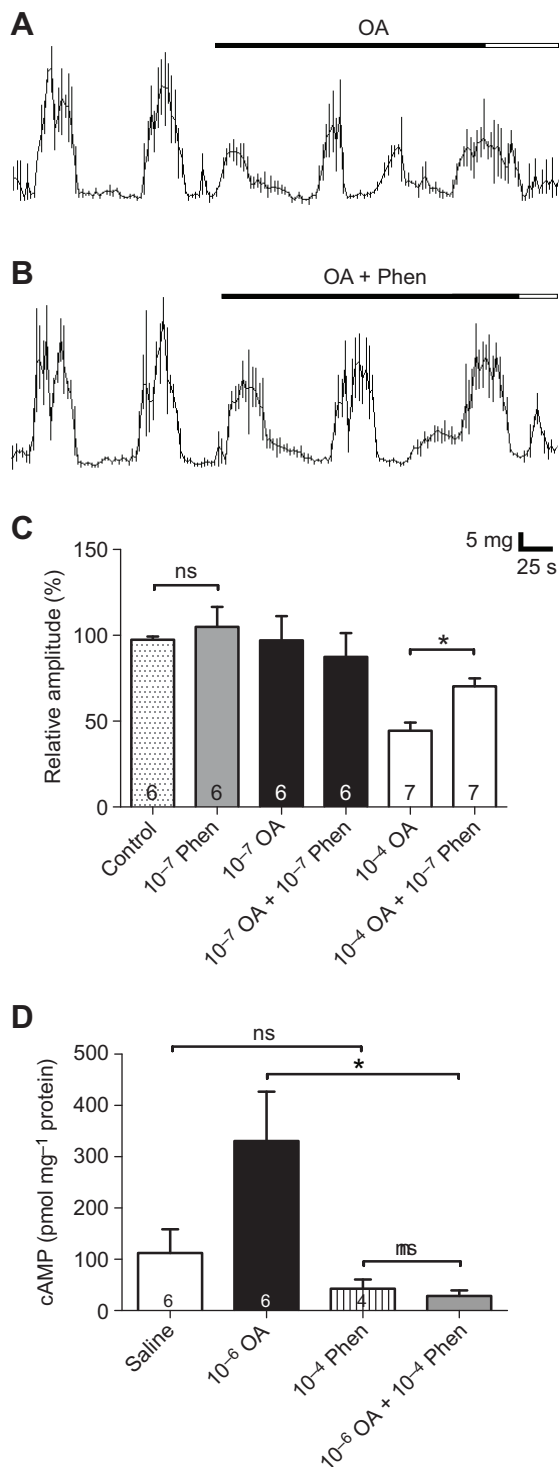 A
OA
B
OA + Phen
C
5 mg
25 s
150
100
50
0
Relative amplitude (%)
ns
*
6
6
6
6
7
7
Control
10⁻⁷ Phen
10⁻⁷ OA
10⁻⁷ OA + 10⁻⁷ Phen
10⁻⁴ OA
10⁻⁴ OA + 10⁻⁷ Phen
D
500
400
300
200
100
0
cAMP (pmol mg⁻¹ protein)
ns
*
6
6
4
Saline
10⁻⁶ OA
10⁻⁴ Phen
10⁻⁶ OA + 10⁻⁴ Phen